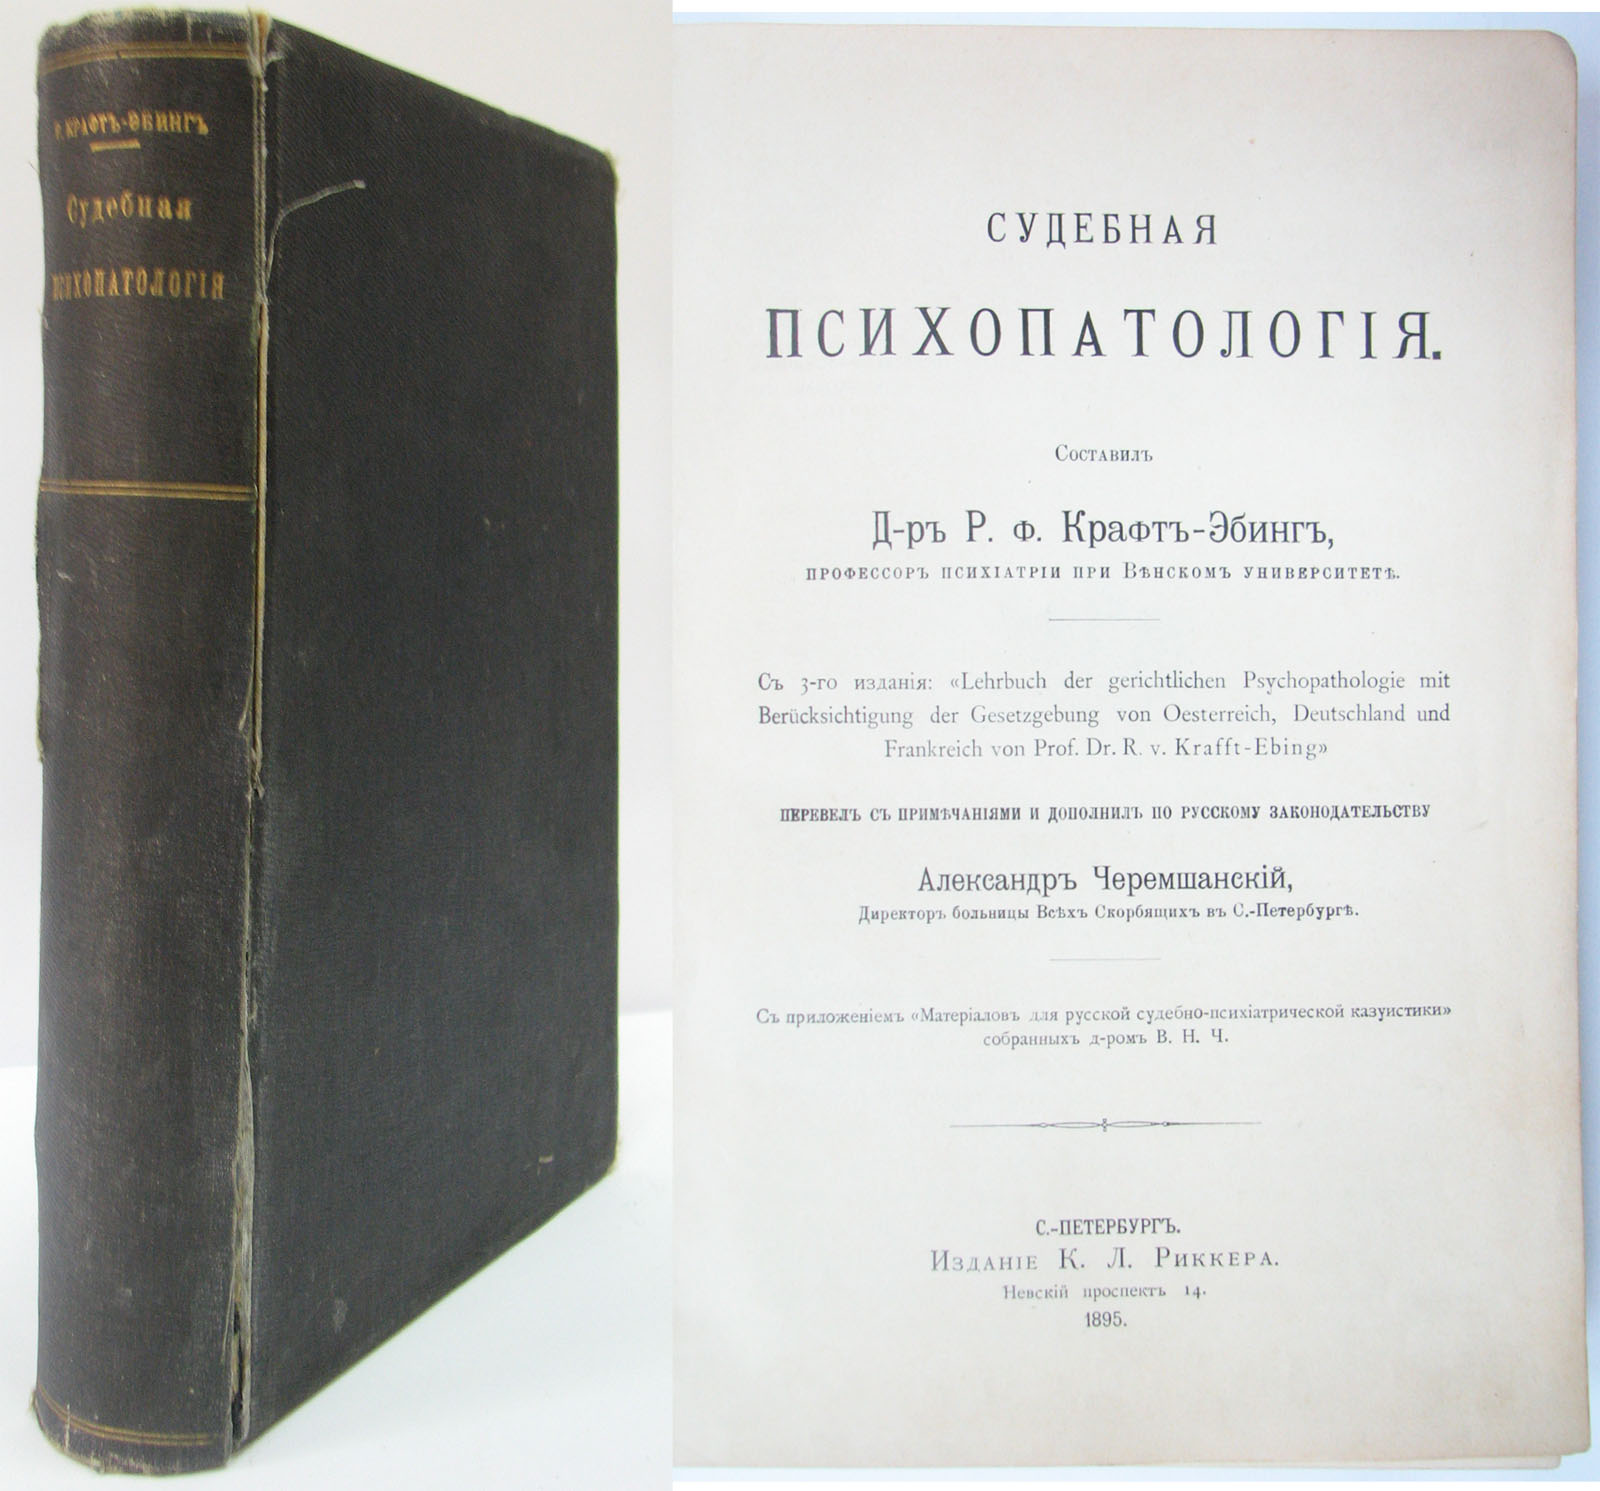 Р. КРАФТЪ-ЭБИНГЪ
Судебная
ПСИХОПАТОЛОГІЯ
СУДЕБНАЯ
ПСИХОПАТОЛОГІЯ.
Составилъ
Д-ръ Р. Ф. Крафтъ-Эбингъ,
профессоръ психіатріи при Вѣнскомъ университетѣ.
Съ 3-го изданія: «Lehrbuch der gerichtlichen Psychopathologie mit
Berücksichtigung der Gesetzgebung von Oesterreich, Deutschland und
Frankreich von Prof. Dr. R. v. Krafft-Ebing»
ПЕРЕВЕЛЪ СЪ ПРИМѢЧАНІЯМИ И ДОПОЛНИЛЪ ПО РУССКОМУ ЗАКОНОДАТЕЛЬСТВУ
Александръ Черемшанскій,
Директоръ больницы Всѣхъ Скорбящихъ въ С.-Петербургѣ.
Съ приложеніемъ «Матеріаловъ для русской судебно-психіатрической казуистики»
собранныхъ д-ромъ В. Н. Ч.
С.-ПЕТЕРБУРГЪ.
Изданіе К. Л. Риккера.
Невскій проспектъ 14.
1895.